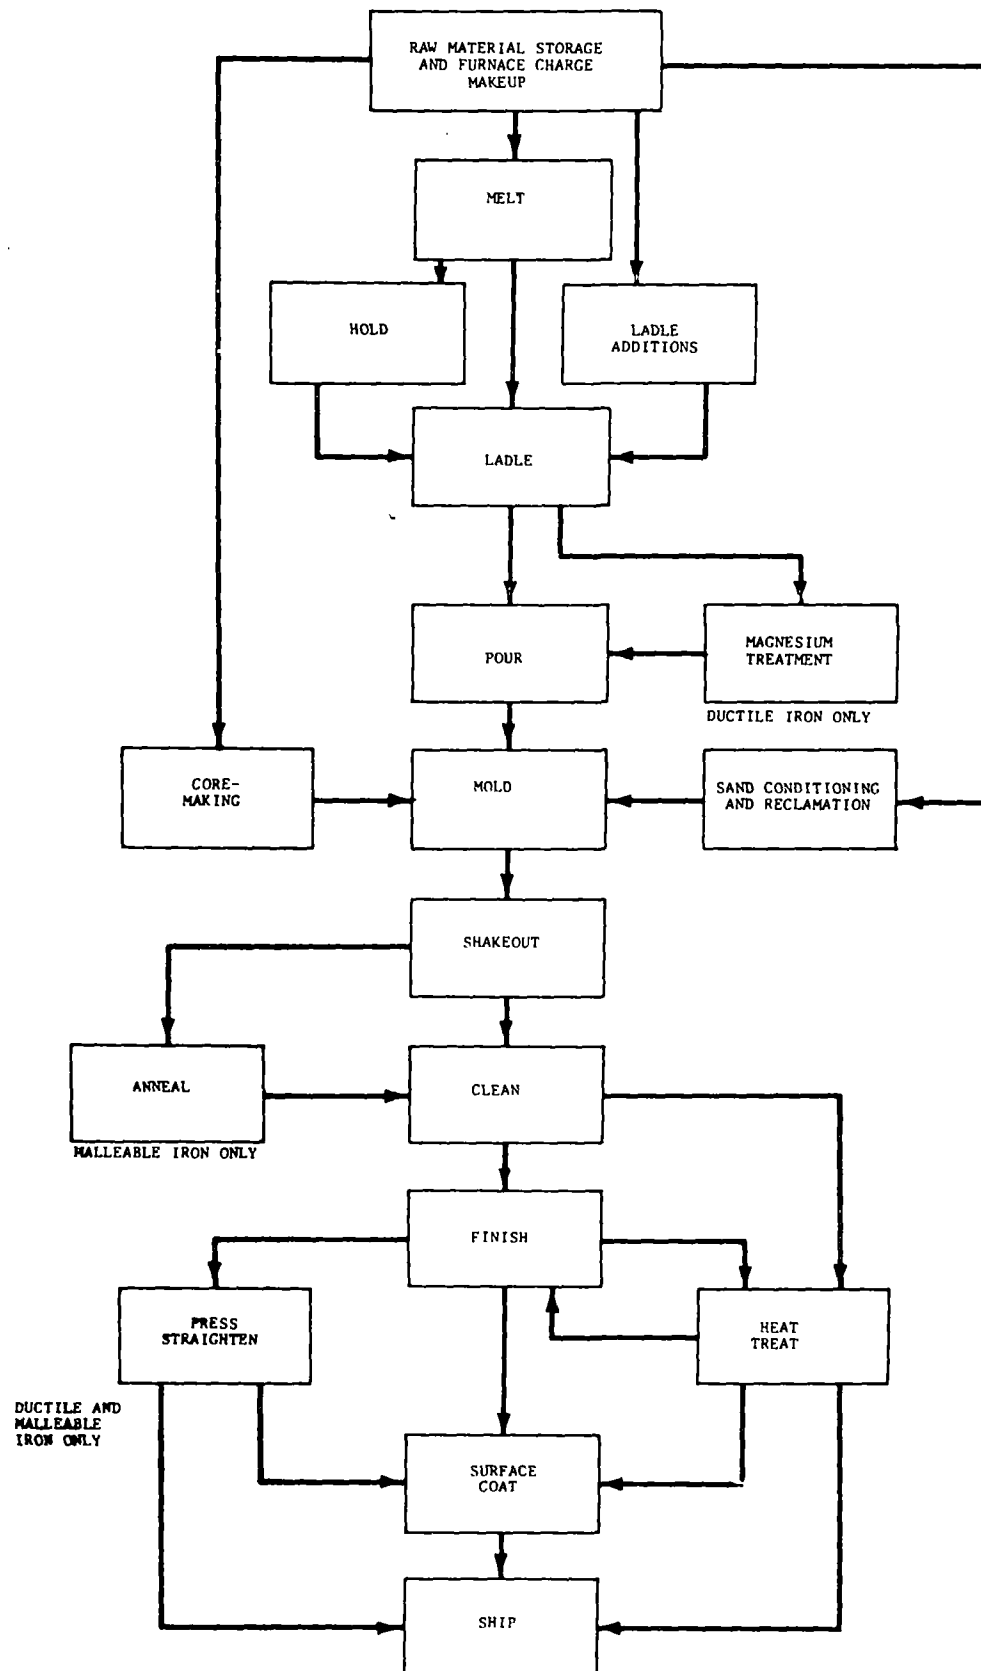 RAW MATERIAL STORAGE
AND FURNACE CHARGE
MAKEUP
MELT
HOLD
LADLE
ADDITIONS
LADLE
POUR
MAGNESIUM
TREATMENT
DUCTILE IRON ONLY
CORE-
MAKING
MOLD
SAND CONDITIONING
AND RECLAMATION
SHAKEOUT
ANNEAL
MALLEABLE IRON ONLY
CLEAN
FINISH
PRESS
STRAIGHTEN
HEAT
TREAT
DUCTILE AND
MALLEABLE
IRON ONLY
SURFACE
COAT
SHIP